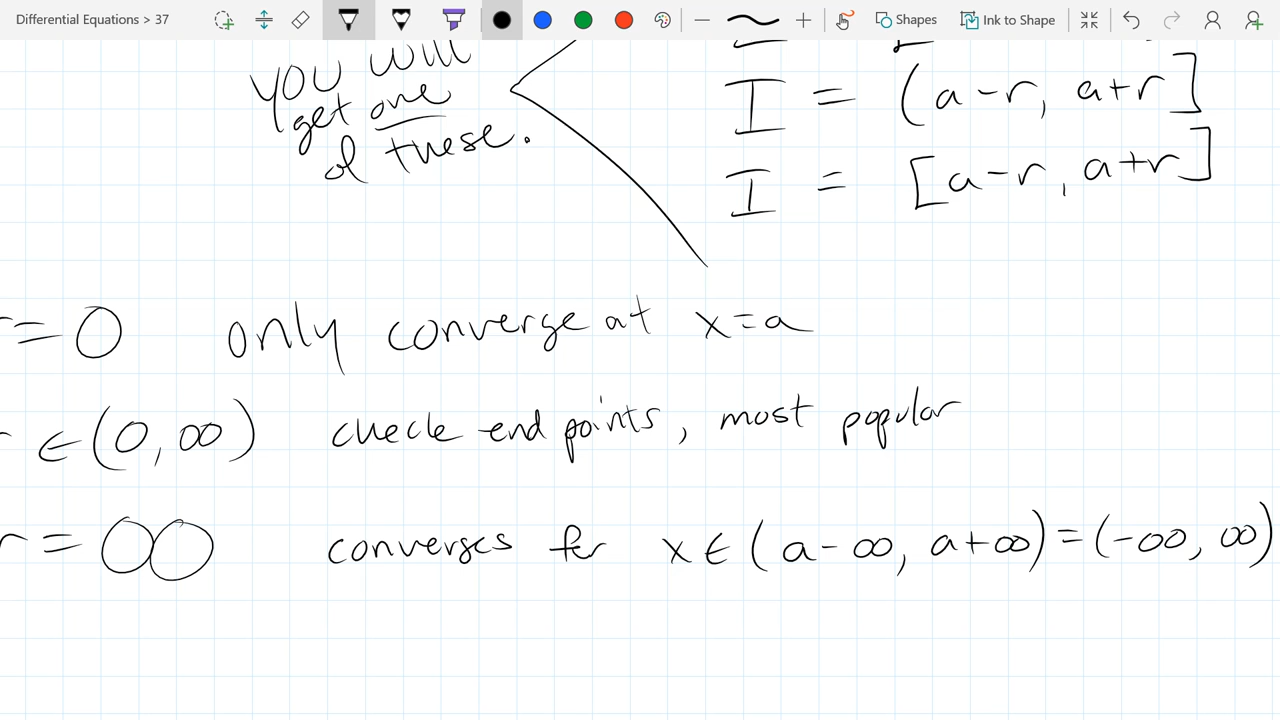 Differential Equations > 37
Shapes
Ink to Shape
you will
get one
of these.
I = (a-r, a+r]
I = [a-r, a+r]
r=0 only converge at x=a
r ∈ (0, ∞) check end points, most popular
r = ∞ converges for x ∈ (a-∞, a+∞) = (-∞, ∞)